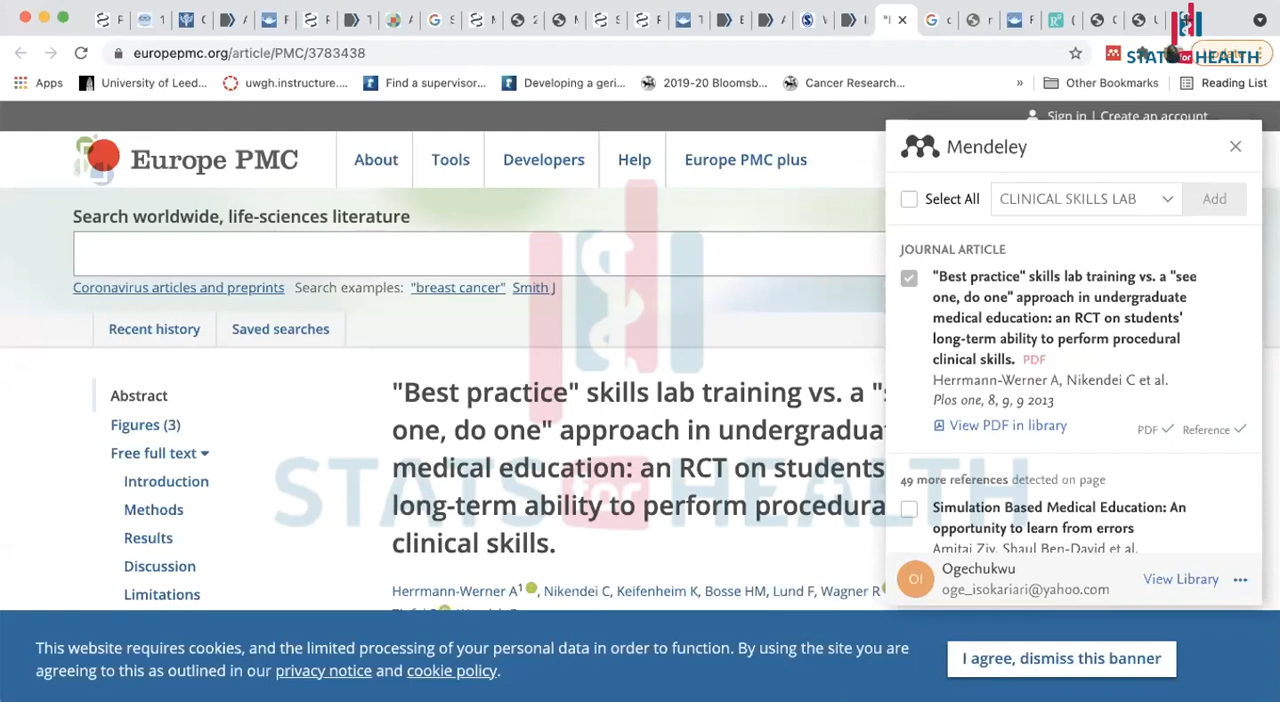 europepmc.org/article/PMC/3783438
STATS for HEALTH
Apps
University of Leed...
uwgh.instructure....
Find a supervisor...
Developing a geri...
2019-20 Bloomsb...
Cancer Research...
»
Other Bookmarks
Reading List
Sign in | Create an account
Europe PMC
About
Tools
Developers
Help
Europe PMC plus
Search worldwide, life-sciences literature
Coronavirus articles and preprints
Search examples: "breast cancer" Smith J
Recent history
Saved searches
Abstract
Figures (3)
Free full text
Introduction
Methods
Results
Discussion
Limitations
"Best practice" skills lab training vs. a "s
one, do one" approach in undergradua
medical education: an RCT on students
long-term ability to perform procedura
clinical skills.
Herrmann-Werner A1, Nikendei C, Keifenheim K, Bosse HM, Lund F, Wagner R
STATS for HEALTH
Mendeley
Select All
CLINICAL SKILLS LAB
Add
JOURNAL ARTICLE
"Best practice" skills lab training vs. a "see
one, do one" approach in undergraduate
medical education: an RCT on students'
long-term ability to perform procedural
clinical skills. PDF
Herrmann-Werner A, Nikendei C et al.
Plos one, 8, 9, 9 2013
View PDF in library
PDF Reference
49 more references detected on page
Simulation Based Medical Education: An
opportunity to learn from errors
Amitai Ziv, Shaul Ben-David et al.
OI
Ogechukwu
oge_isokariari@yahoo.com
View Library
This website requires cookies, and the limited processing of your personal data in order to function. By using the site you are
agreeing to this as outlined in our privacy notice and cookie policy.
I agree, dismiss this banner